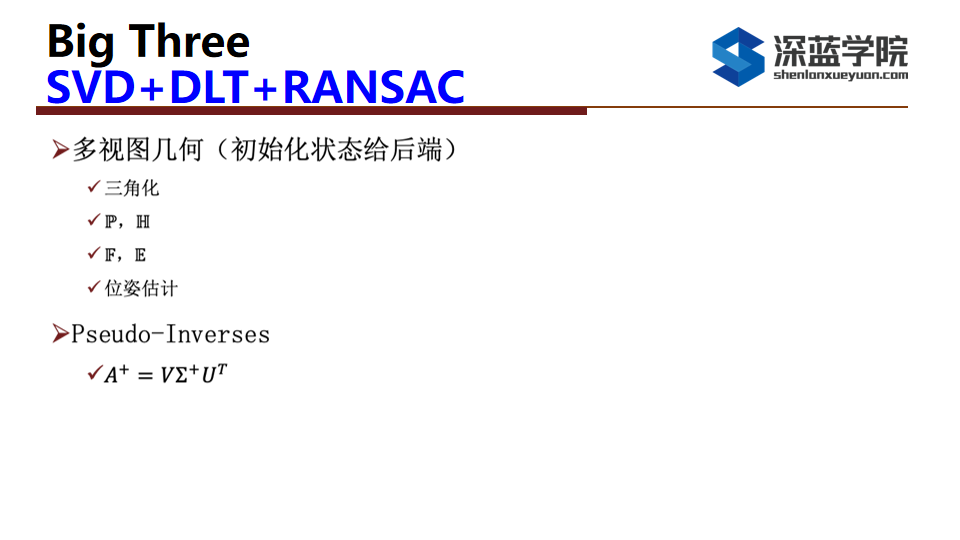 Big Three
SVD+DLT+RANSAC
深蓝学院
shenlanxueyuan.com
多视图几何（初始化状态给后端）
三角化
ℙ，ℍ
𝔽，𝔼
位姿估计
Pseudo-Inverses
A⁺ = VΣ⁺Uᵀ